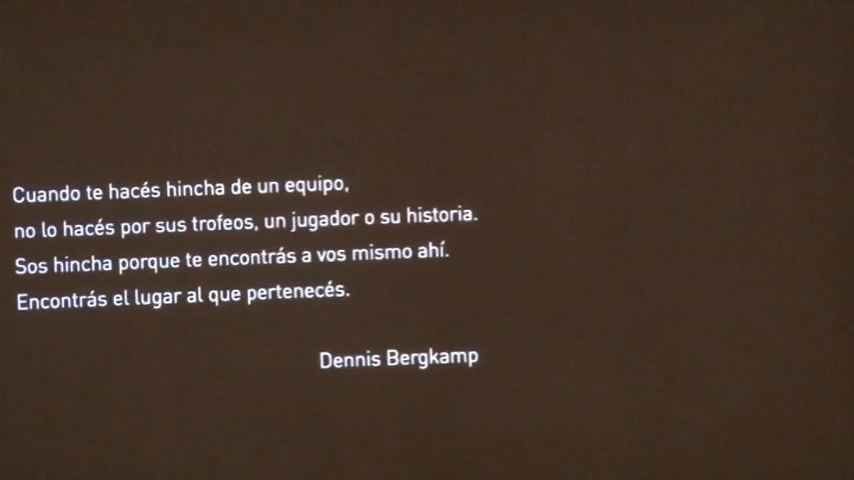 Cuando te hacés hincha de un equipo,
no lo hacés por sus trofeos, un jugador o su historia.
Sos hincha porque te encontrás a vos mismo ahí.
Encontrás el lugar al que pertenecés.
Dennis Bergkamp